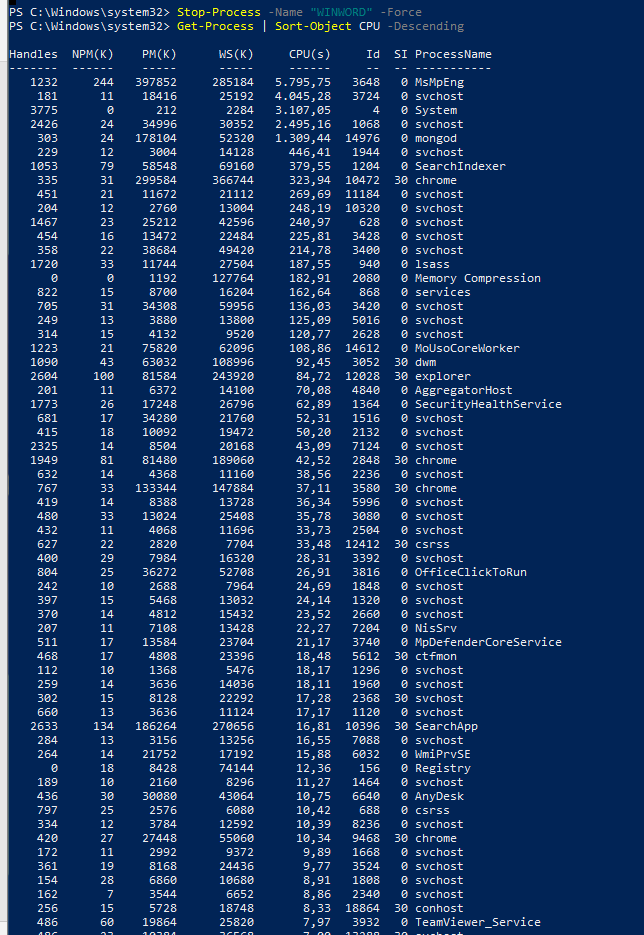 PS C:\Windows\system32> Stop-Process -Name "WINWORD" -Force
PS C:\Windows\system32> Get-Process | Sort-Object CPU -Descending
Handles NPM(K) PM(K) WS(K) CPU(s) Id SI ProcessName
------- ------ ----- ----- ------ -- -- -----------
1232 244 397852 285184 5.795,75 3648 0 MsMpEng
181 11 18416 25192 4.045,28 3724 0 svchost
3775 0 212 2284 3.107,05 4 0 System
2426 24 34996 30352 2.495,16 1068 0 svchost
303 24 178104 52320 1.309,44 14976 0 mongod
229 12 3004 14128 446,41 1944 0 svchost
1053 79 58548 69160 379,55 1204 0 SearchIndexer
335 31 299584 366744 323,94 10472 30 chrome
451 21 11672 21112 269,69 11184 0 svchost
204 12 2760 13004 248,19 10320 0 svchost
1467 23 25212 42596 240,97 628 0 svchost
454 16 13472 22484 225,81 3428 0 svchost
358 22 38684 49420 214,78 3400 0 svchost
1720 33 11744 27504 187,55 940 0 lsass
0 0 1192 127764 182,91 2080 0 Memory Compression
822 15 8700 16204 162,64 868 0 services
705 31 34308 59956 136,03 3420 0 svchost
249 13 3880 13800 125,09 5016 0 svchost
314 15 4132 9520 120,77 2628 0 svchost
1223 21 75820 62096 108,86 14612 0 MoUsoCoreWorker
1090 43 63032 108996 92,45 3052 30 dwm
2604 100 81584 243920 84,72 12028 30 explorer
201 11 6372 14100 70,08 4840 0 AggregatorHost
1773 26 17248 26796 62,89 1364 0 SecurityHealthService
681 17 34280 21760 52,31 1516 0 svchost
415 18 10092 19472 50,20 2132 0 svchost
2325 14 8504 20168 43,09 7124 0 svchost
1949 81 81480 189060 42,52 2848 30 chrome
632 14 4368 11160 38,56 2236 0 svchost
767 33 133344 147884 37,11 3580 30 chrome
419 14 8388 13728 36,34 5996 0 svchost
480 33 13024 25408 35,78 3080 0 svchost
432 11 4068 11696 33,73 2504 0 svchost
627 22 2820 7704 33,48 12412 30 csrss
400 29 7984 16320 28,31 3392 0 svchost
804 25 36272 52708 26,91 3816 0 OfficeClickToRun
242 10 2688 7964 24,69 1848 0 svchost
397 15 5468 13032 24,14 1320 0 svchost
370 14 4812 15432 23,52 2660 0 svchost
207 11 7108 13428 22,27 7204 0 NisSrv
511 17 13584 23704 21,17 3740 0 MpDefenderCoreService
468 17 4808 23396 18,48 5612 30 ctfmon
112 10 1368 5476 18,17 1296 0 svchost
259 14 3636 14036 18,11 1960 0 svchost
302 15 8128 22292 17,28 2368 30 svchost
660 13 3636 11124 17,17 1120 0 svchost
2633 134 186264 270656 16,81 10396 30 SearchApp
284 13 3156 13256 16,55 7088 0 svchost
264 14 21752 17192 15,88 6032 0 WmiPrvSE
0 18 8428 74144 12,36 156 0 Registry
189 10 2160 8296 11,27 1464 0 svchost
436 30 30080 43064 10,75 6640 0 AnyDesk
797 25 2576 6080 10,42 688 0 csrss
334 12 3784 12592 10,39 8236 0 svchost
420 27 27448 55060 10,34 9468 30 chrome
172 11 2992 9372 9,89 1668 0 svchost
361 19 8168 24436 9,77 3524 0 svchost
154 28 6860 10680 8,91 1808 0 svchost
162 7 3544 6652 8,86 2340 0 svchost
256 15 5728 18748 8,33 18864 30 conhost
486 60 19864 25820 7,97 3932 0 TeamViewer_Service